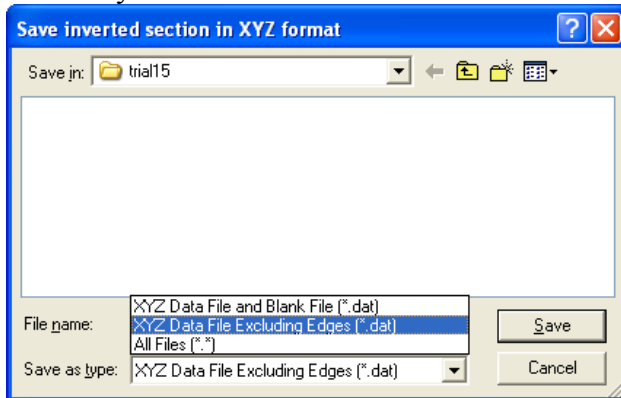 Save inverted section in XYZ format
Save in: trial15
XYZ Data File and Blank File (*.dat)
File name: XYZ Data File Excluding Edges (*.dat) Save
All Files (*.*)
Save as type: XYZ Data File Excluding Edges (*.dat) Cancel